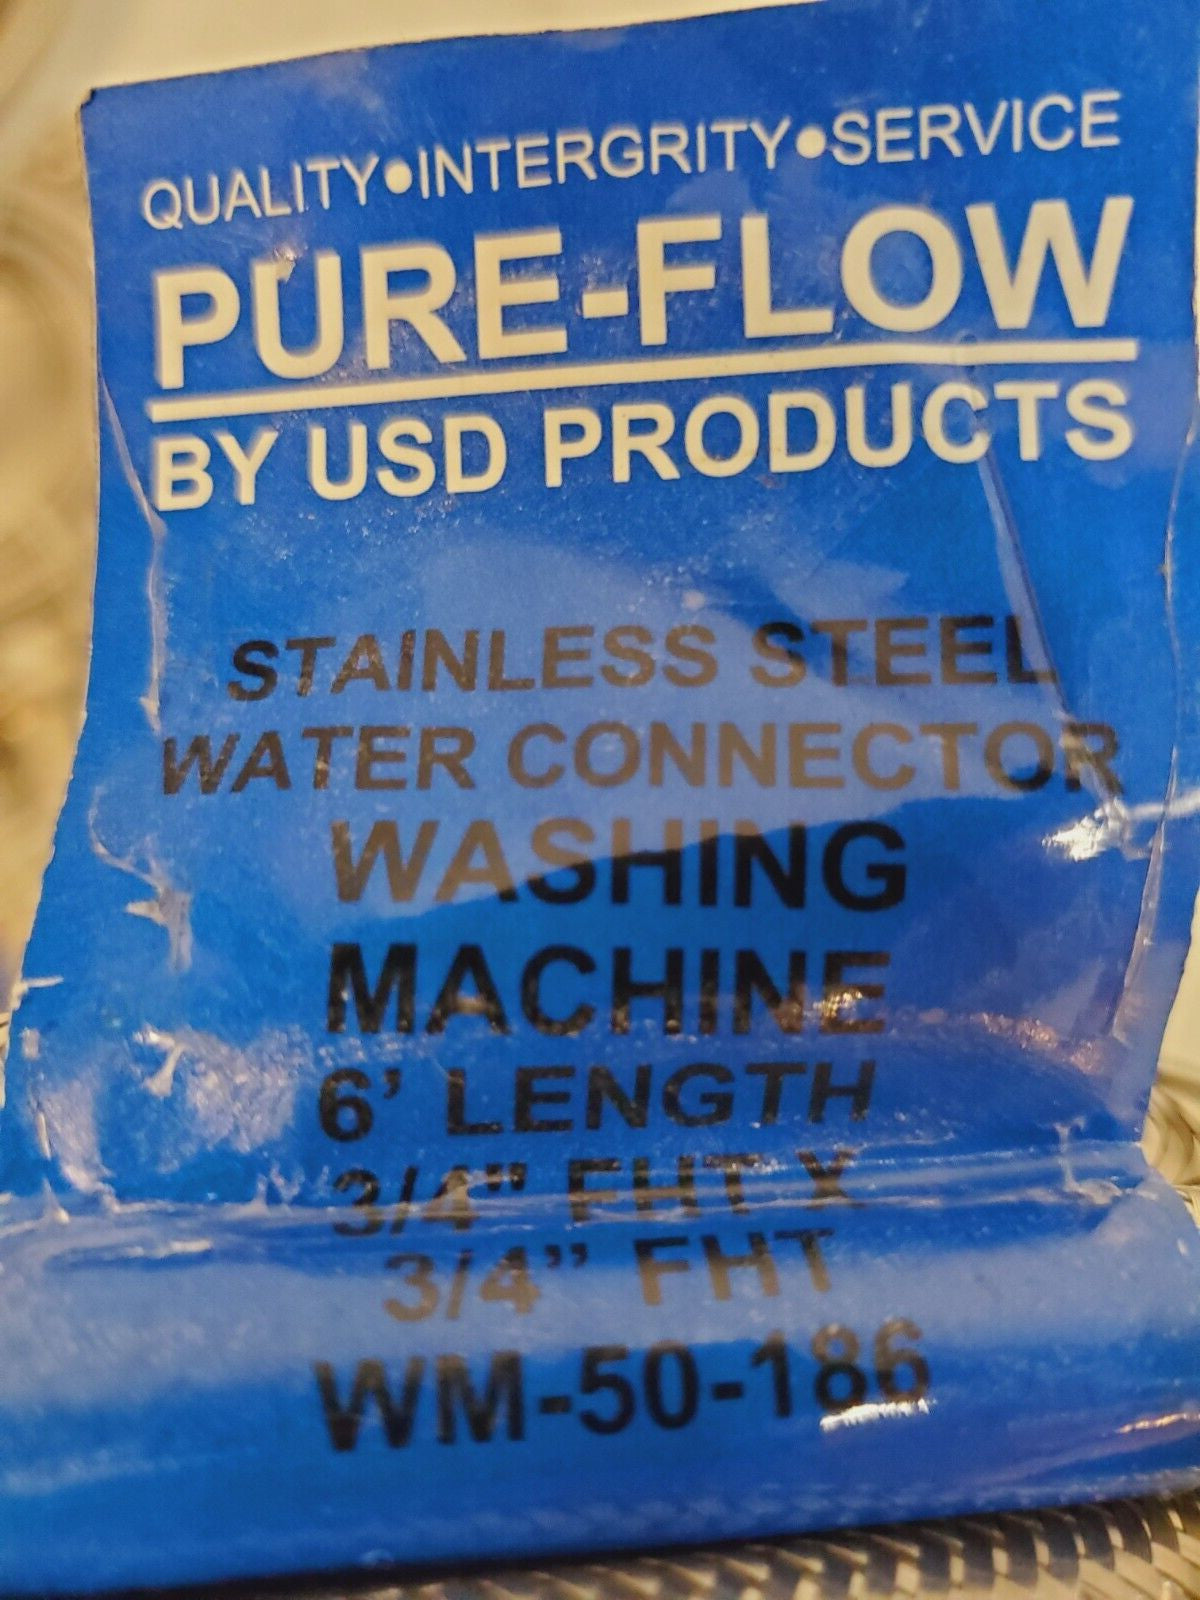 QUALITY•INTERGRITY•SERVICE
PURE-FLOW
BY USD PRODUCTS
STAINLESS STEEL
WATER CONNECTOR
WASHING
MACHINE
6' LENGTH
3/4" FHT X
3/4” FHT
WM-50-186